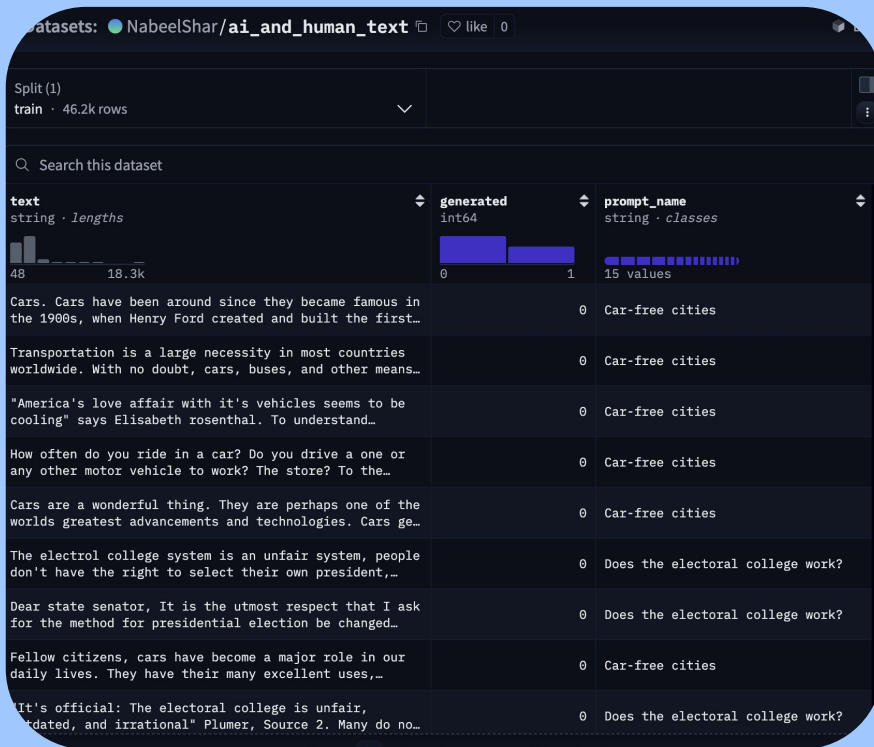 Datasets: NabeelShar/ai_and_human_text like 0
Split (1)
train · 46.2k rows
Search this dataset
text generated prompt_name
string · lengths int64 string · classes
48 18.3k 0 1 15 values
Cars. Cars have been around since they became famous in
the 1900s, when Henry Ford created and built the first…
0 Car-free cities
Transportation is a large necessity in most countries
worldwide. With no doubt, cars, buses, and other means…
0 Car-free cities
"America's love affair with it's vehicles seems to be
cooling" says Elisabeth rosenthal. To understand…
0 Car-free cities
How often do you ride in a car? Do you drive a one or
any other motor vehicle to work? The store? To the…
0 Car-free cities
Cars are a wonderful thing. They are perhaps one of the
worlds greatest advancements and technologies. Cars ge…
0 Car-free cities
The electrol college system is an unfair system, people
don't have the right to select their own president,…
0 Does the electoral college work?
Dear state senator, It is the utmost respect that I ask
for the method for presidential election be changed…
0 Does the electoral college work?
Fellow citizens, cars have become a major role in our
daily lives. They have their many excellent uses,…
0 Car-free cities
"It's official: The electoral college is unfair,
outdated, and irrational" Plumer, Source 2. Many do no…
0 Does the electoral college work?